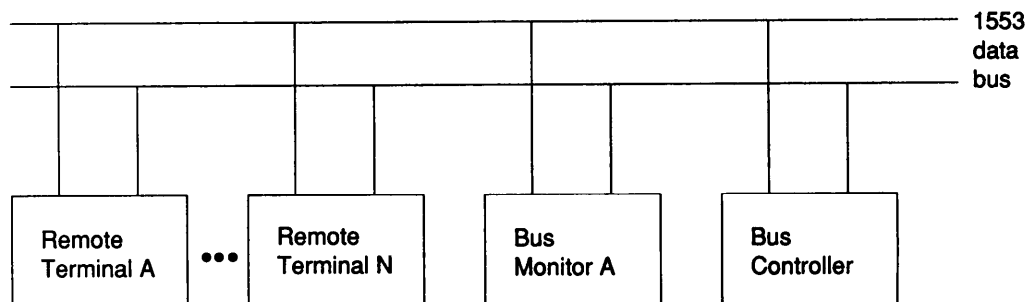 1553
data
bus
Remote
Terminal A
•••
Remote
Terminal N
Bus
Monitor A
Bus
Controller